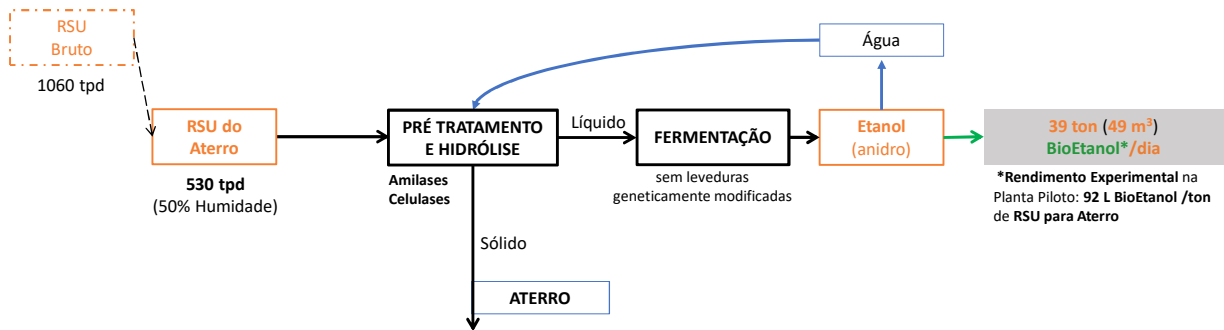 RSU
Bruto
1060 tpd
RSU do
Aterro
530 tpd
(50% Humidade)
PRÉ TRATAMENTO
E HIDRÓLISE
Amilases
Celulases
Líquido
Sólido
ATERRO
FERMENTAÇÃO
sem leveduras
geneticamente modificadas
Água
Etanol
(anidro)
39 ton (49 m³)
BioEtanol*/dia
*Rendimento Experimental na
Planta Piloto: 92 L BioEtanol /ton
de RSU para Aterro